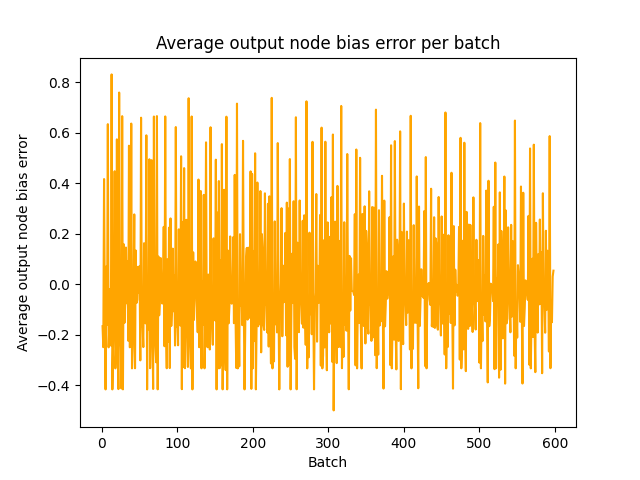 Average output node bias error per batch
Average output node bias error
0.8
0.6
0.4
0.2
0.0
−0.2
−0.4
0 100 200 300 400 500 600
Batch